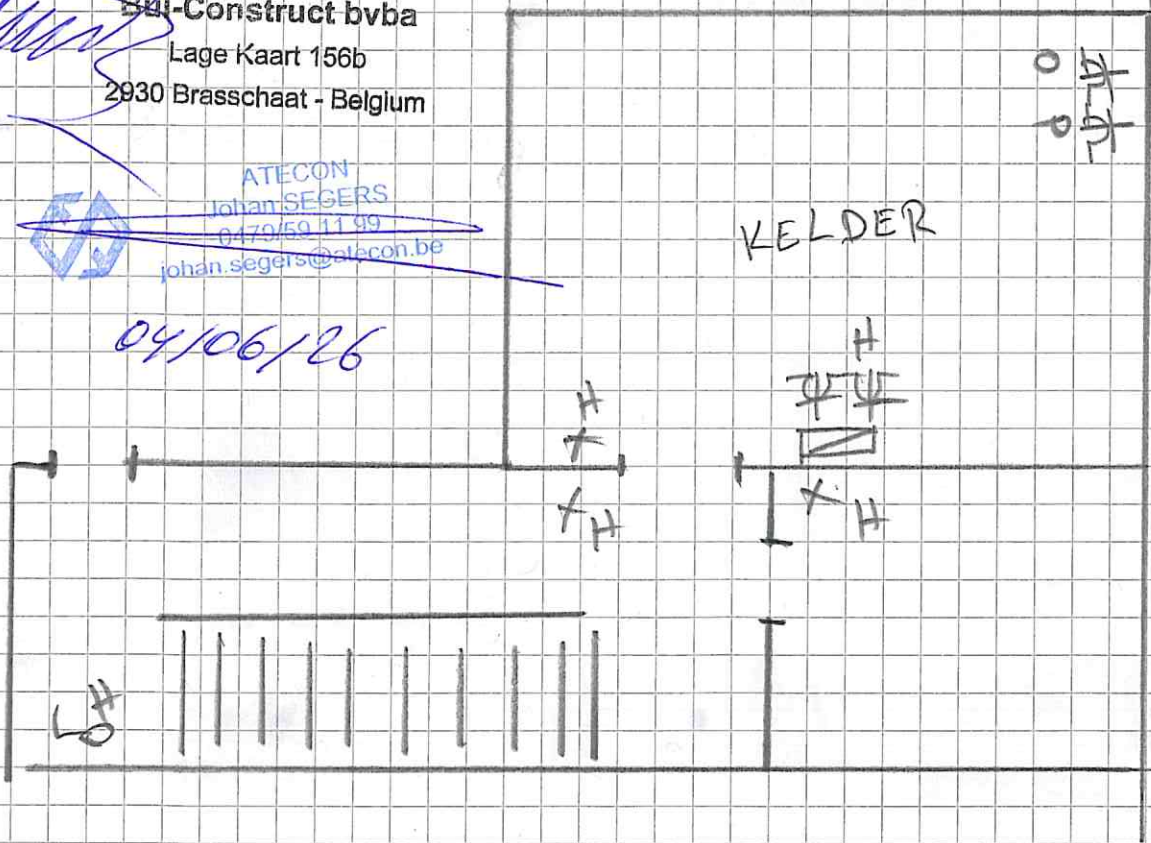 -Construct bvba
Lage Kaart 156b
2930 Brasschaat - Belgium
ATECON
Johan SEGERS
0479/59 11 99
johan.segers@atecon.be
04/06/26
KELDER
H
H
H
H
H